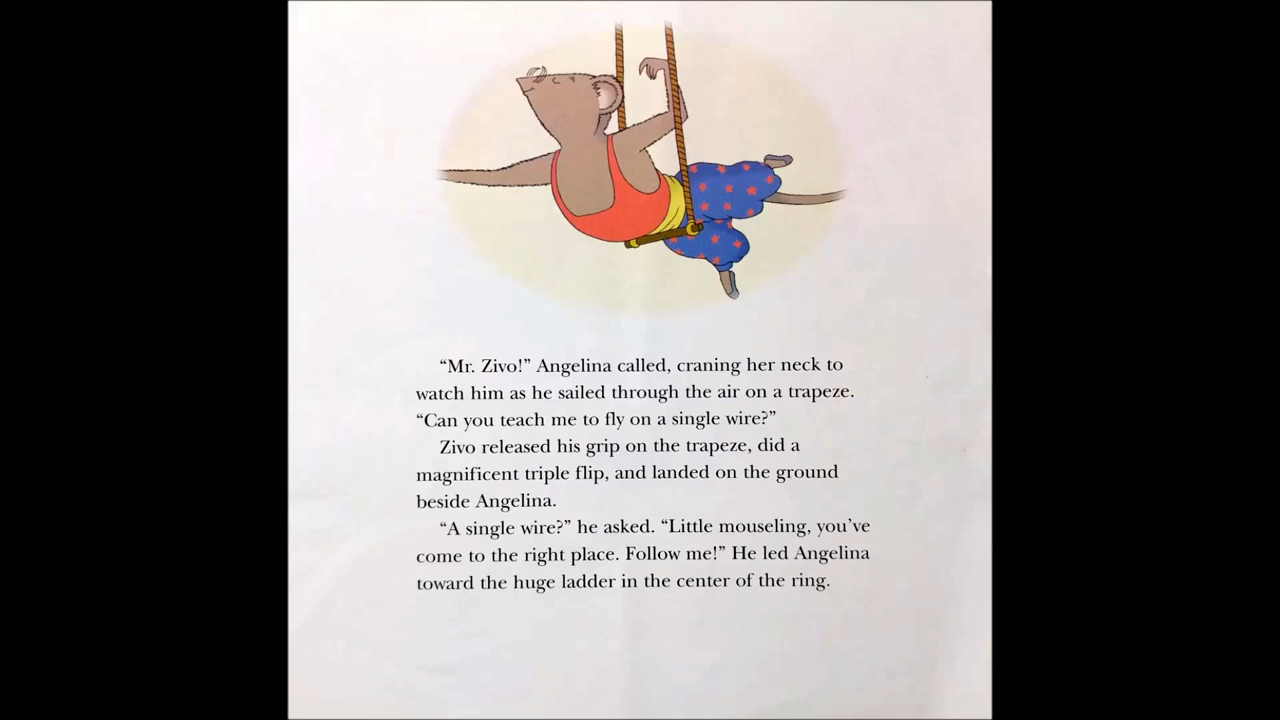 “Mr. Zivo!” Angelina called, craning her neck to
watch him as he sailed through the air on a trapeze.
“Can you teach me to fly on a single wire?”
Zivo released his grip on the trapeze, did a
magnificent triple flip, and landed on the ground
beside Angelina.
“A single wire?” he asked. “Little mouseling, you’ve
come to the right place. Follow me!” He led Angelina
toward the huge ladder in the center of the ring.